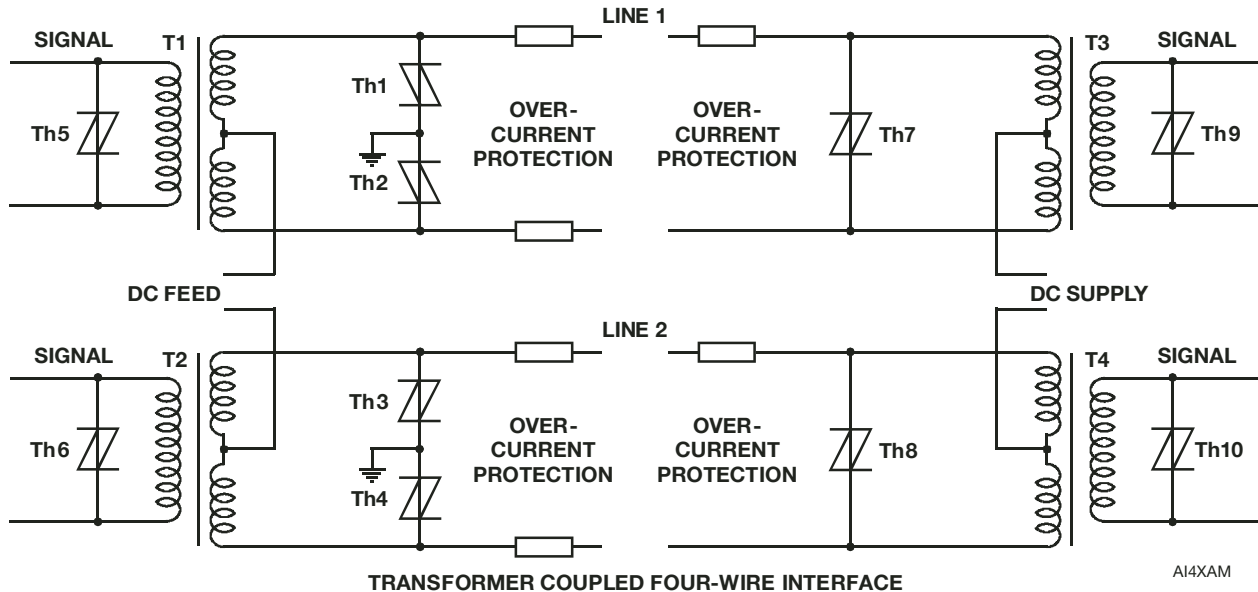 LINE 1
SIGNAL T1
T3 SIGNAL
Th5
Th1
Th2
OVER-
CURRENT
PROTECTION
OVER-
CURRENT
PROTECTION
Th7
Th9
DC FEED
DC SUPPLY
LINE 2
SIGNAL T2
T4 SIGNAL
Th6
Th3
Th4
OVER-
CURRENT
PROTECTION
OVER-
CURRENT
PROTECTION
Th8
Th10
TRANSFORMER COUPLED FOUR-WIRE INTERFACE
AI4XAM